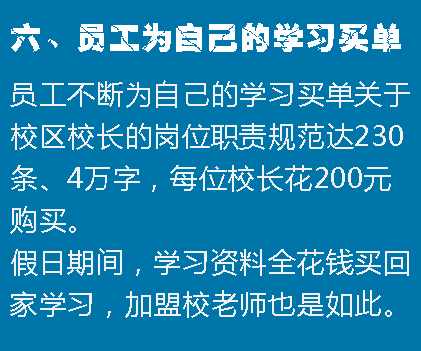 六、员工为自己的学习买单
员工不断为自己的学习买单关于
校区校长的岗位职责规范达230
条、4万字，每位校长花200元
购买。
假日期间，学习资料全花钱买回
家学习，加盟校老师也是如此。